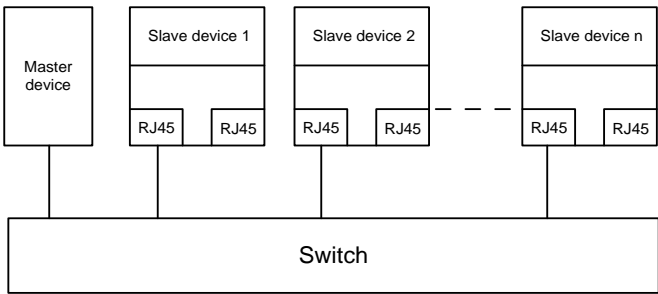 Master
device
Slave device 1
Slave device 2
Slave device n
RJ45
RJ45
RJ45
RJ45
RJ45
RJ45
Switch